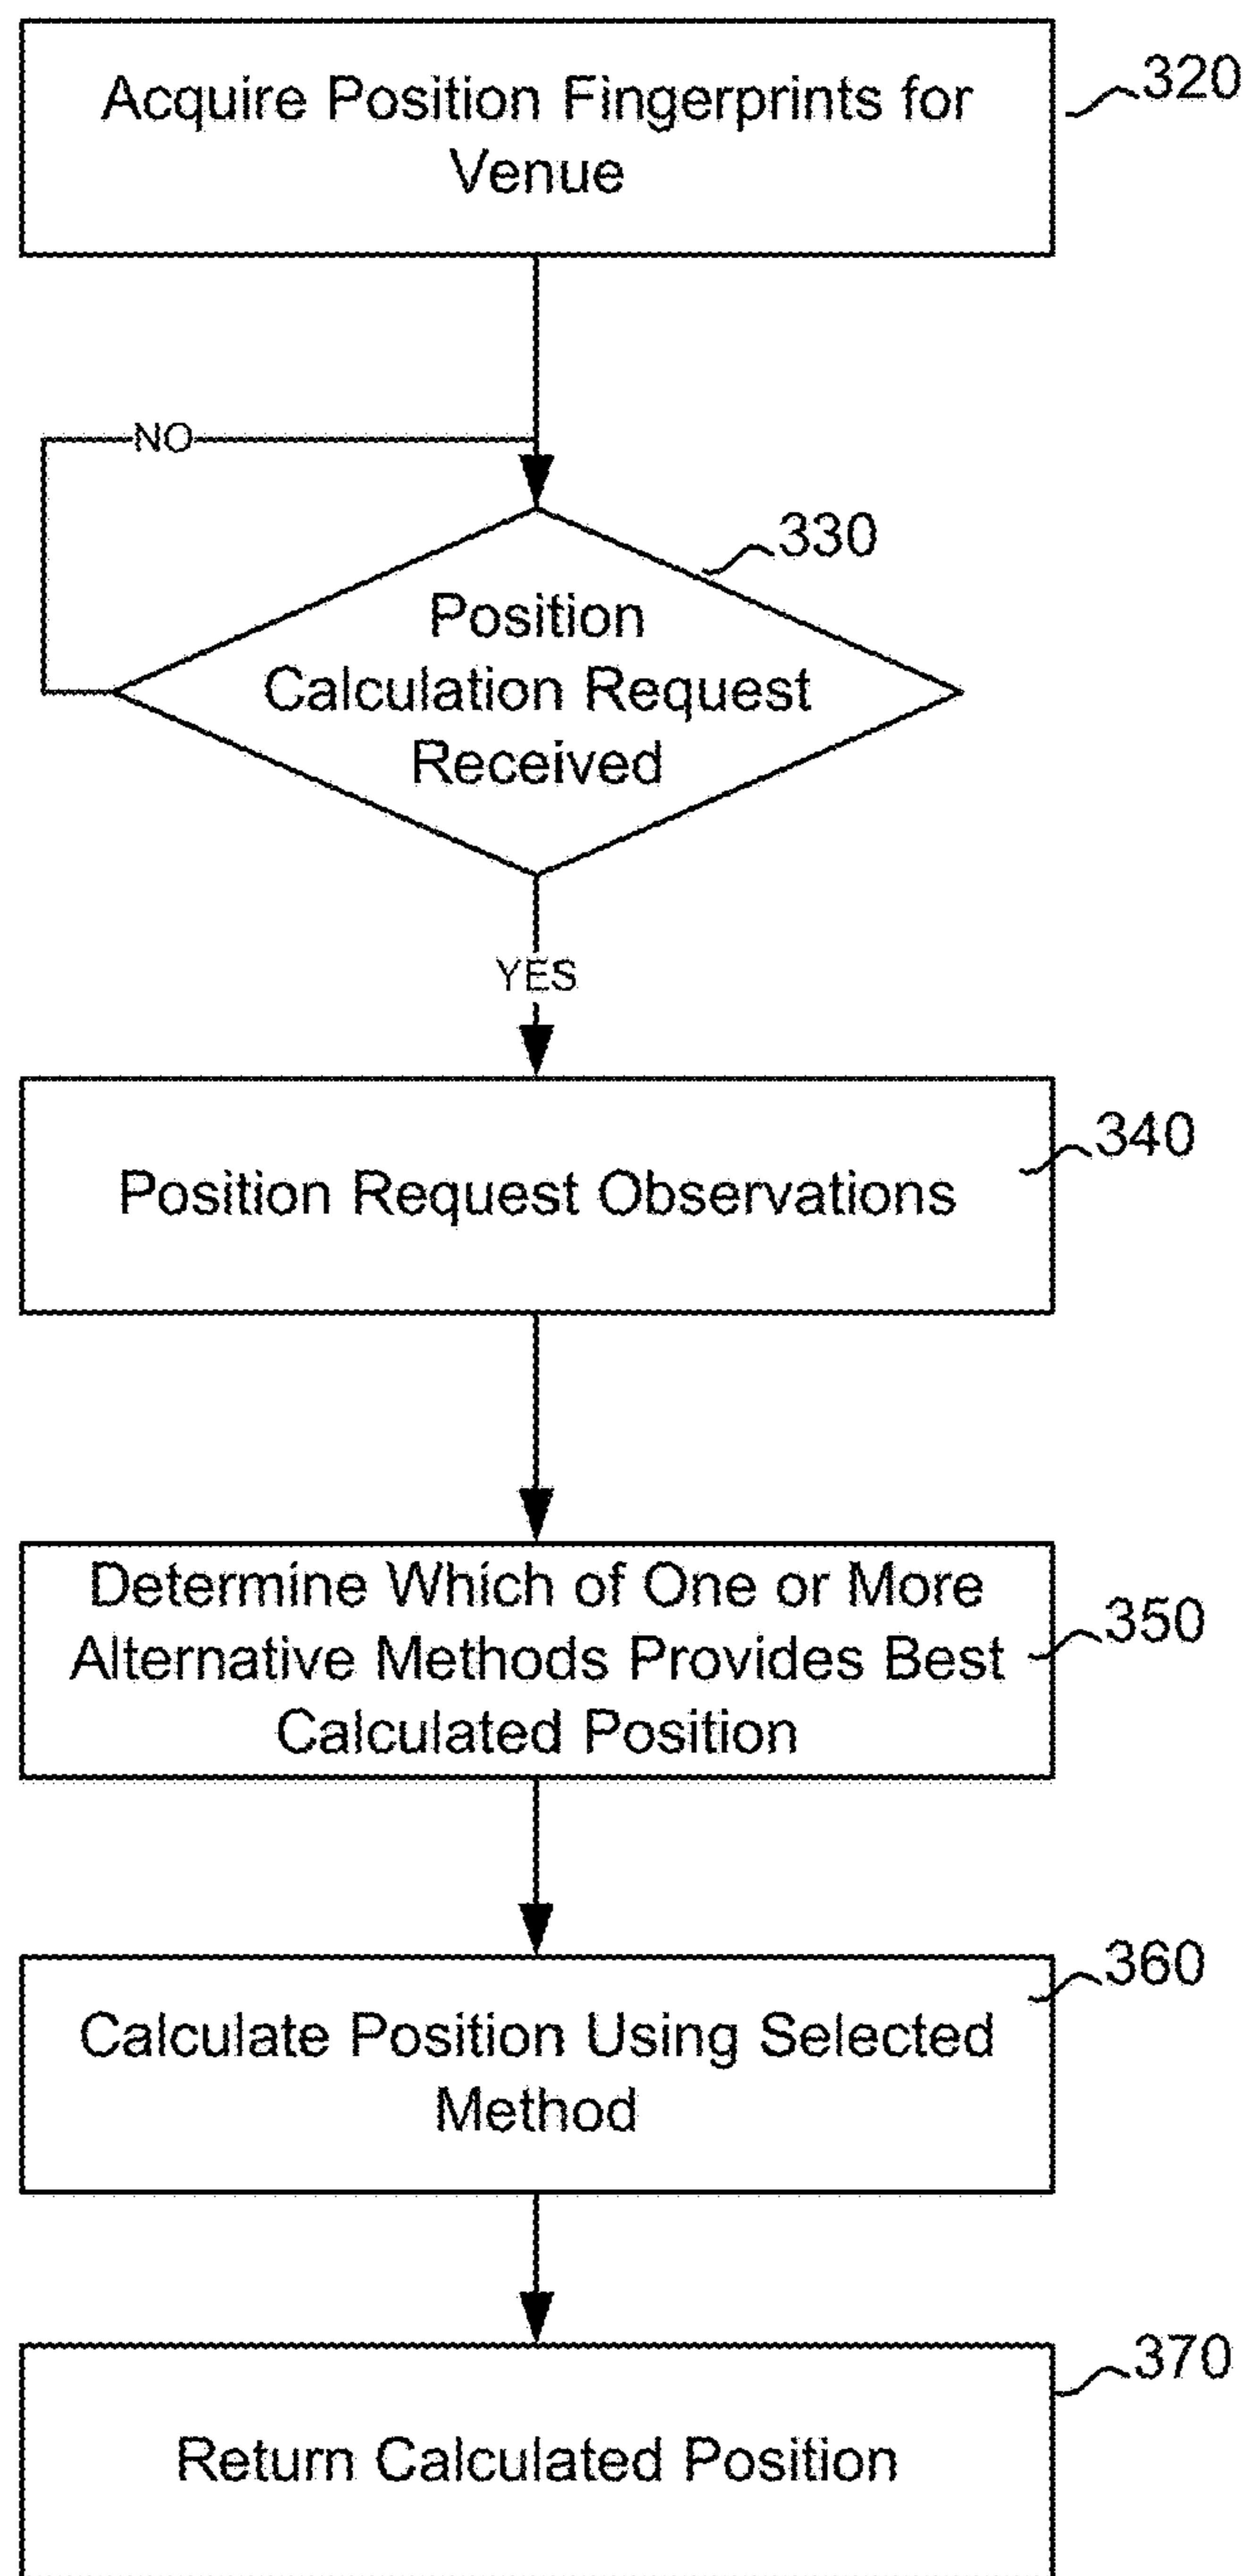 Acquire Position Fingerprints for
Venue
320
NO
330
Position
Calculation Request
Received
YES
340
Position Request Observations
350
Determine Which of One or More
Alternative Methods Provides Best
Calculated Position
360
Calculate Position Using Selected
Method
370
Return Calculated Position